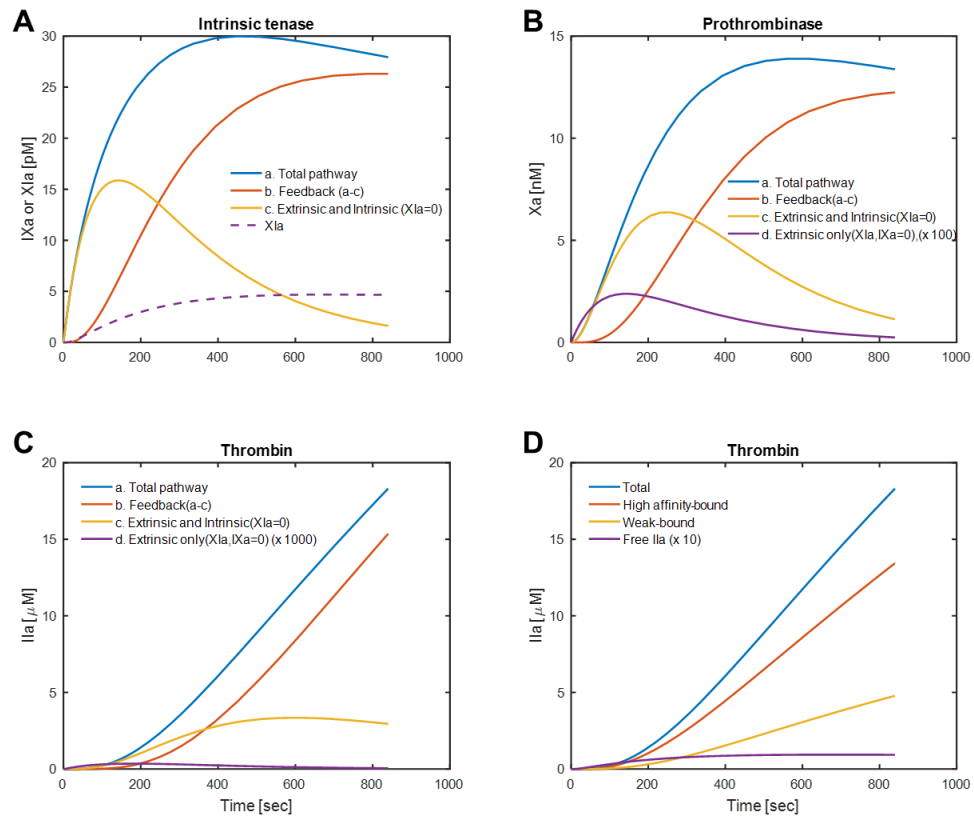 A
Intrinsic tenase
30
25
20
15
10
5
0
IXa or XIa [pM]
a. Total pathway
b. Feedback (a-c)
c. Extrinsic and Intrinsic (XIa=0)
XIa
0 200 400 600 800 1000
B
Prothrombinase
15
10
5
0
Xa [nM]
a. Total pathway
b. Feedback(a-c)
c. Extrinsic and Intrinsic(XIa=0)
d. Extrinsic only(XIa,IXa=0),(x 100)
0 200 400 600 800 1000
C
Thrombin
20
15
10
5
0
IIa [μM]
a. Total pathway
b. Feedback(a-c)
c. Extrinsic and Intrinsic(XIa=0)
d. Extrinsic only(XIa,IXa=0) (x 1000)
0 200 400 600 800 1000
Time [sec]
D
Thrombin
20
15
10
5
0
IIa [μM]
Total
High affinity-bound
Weak-bound
Free IIa (x 10)
0 200 400 600 800 1000
Time [sec]